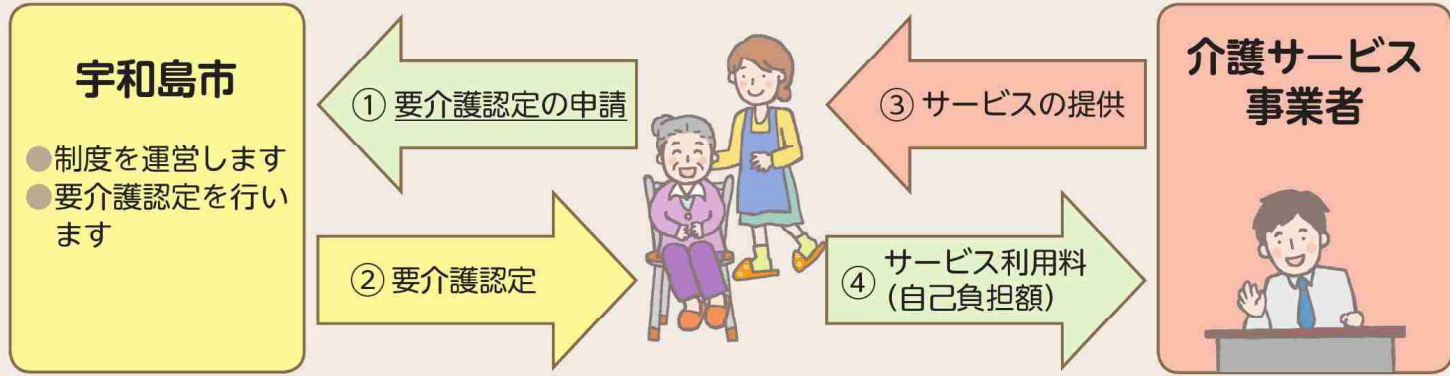 宇和島市
●制度を運営します
●要介護認定を行い
ます
① 要介護認定の申請
② 要介護認定
③ サービスの提供
④ サービス利用料
(自己負担額)
介護サービス
事業者